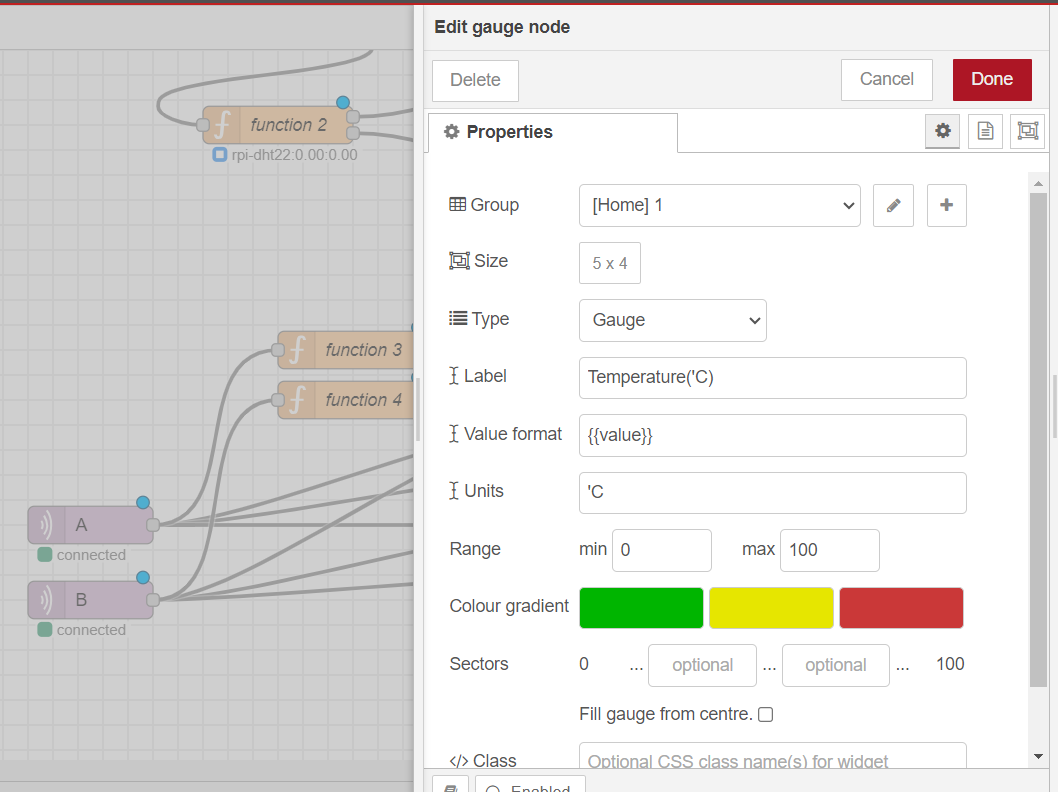 Edit gauge node
Delete
Cancel
Done
Properties
Group
[Home] 1
Size
5 x 4
Type
Gauge
Label
Temperature('C)
Value format
{{value}}
Units
'C
Range
min 0
max 100
Colour gradient
Sectors
0 ... optional ... optional ... 100
Fill gauge from centre.
</> Class
Optional CSS class name(s) for widget
Enabled
function 2
rpi-dht22:0.00:0.00
function 3
function 4
A
connected
B
connected